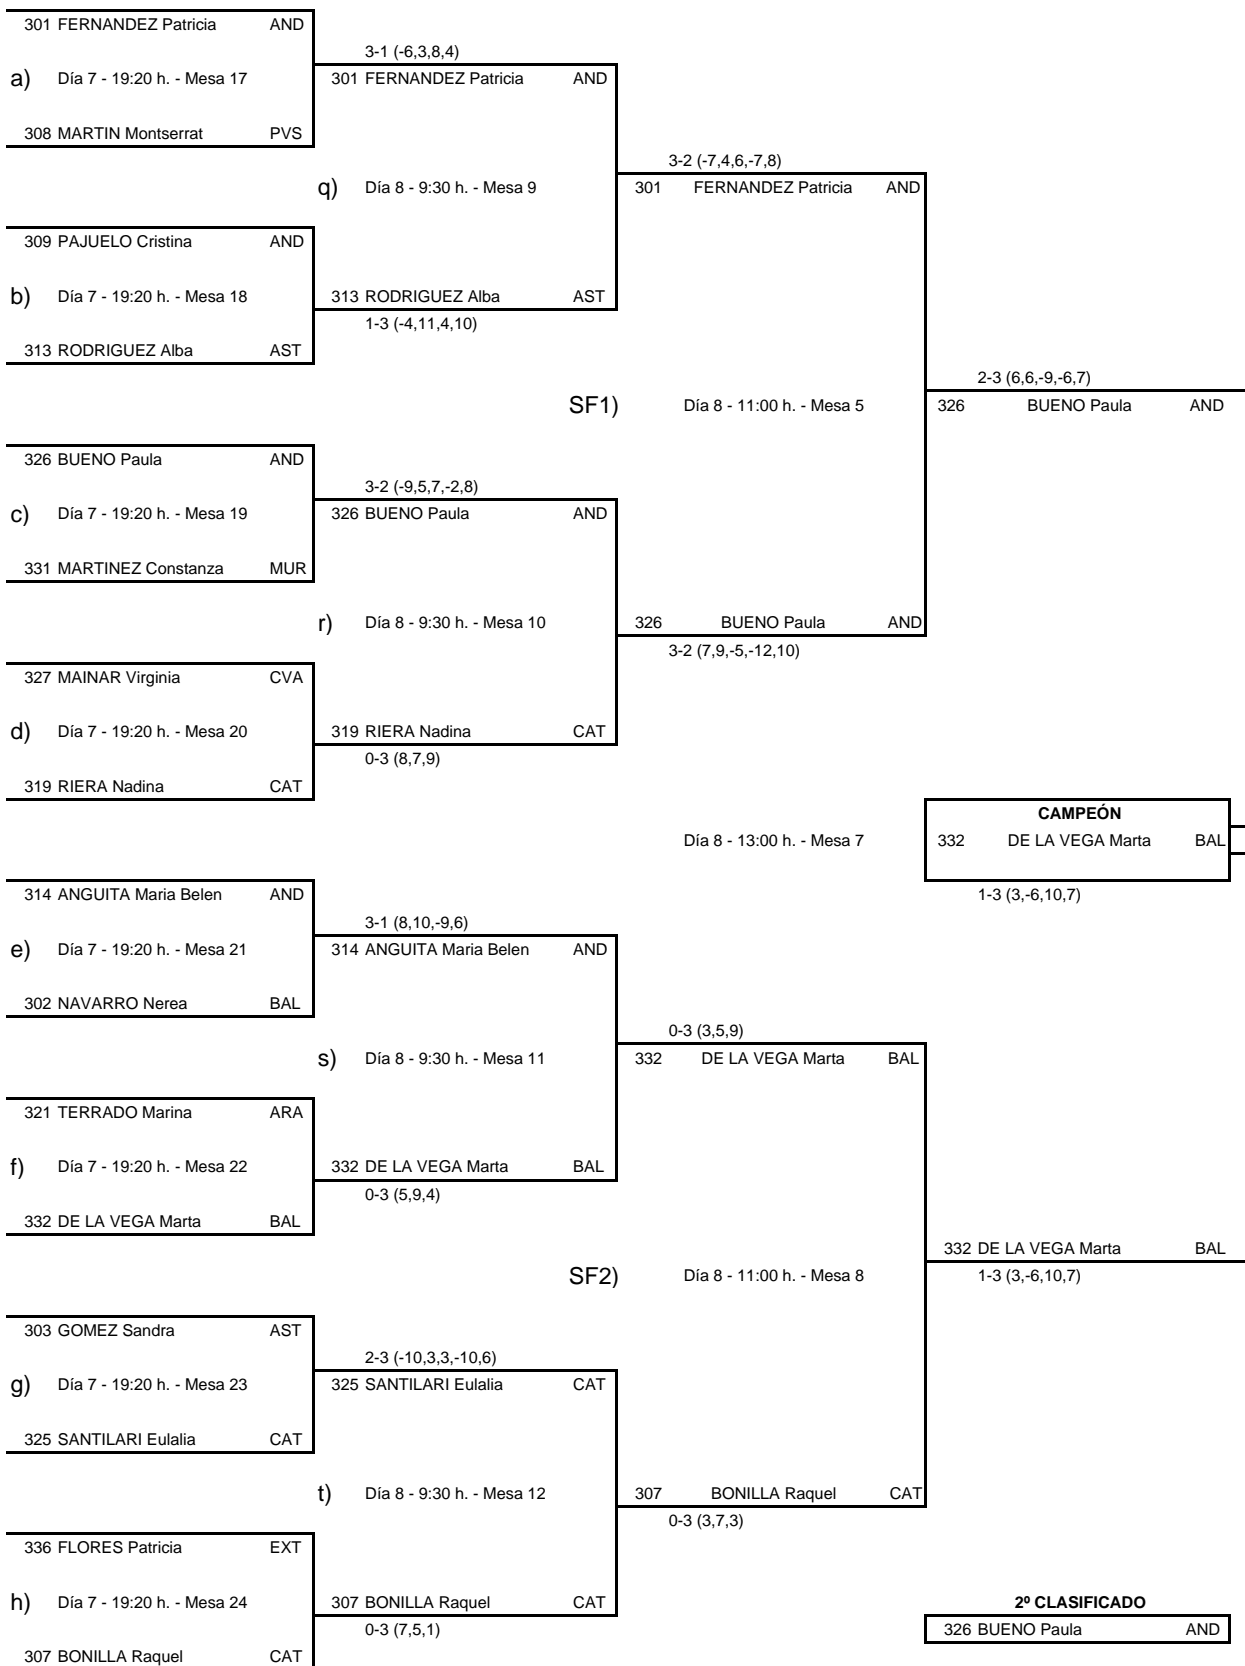 301 FERNANDEZ Patricia AND
3-1 (-6,3,8,4)
a) Día 7 - 19:20 h. - Mesa 17 301 FERNANDEZ Patricia AND
308 MARTIN Montserrat PVS
3-2 (-7,4,6,-7,8)
q) Día 8 - 9:30 h. - Mesa 9 301 FERNANDEZ Patricia AND
309 PAJUELO Cristina AND
b) Día 7 - 19:20 h. - Mesa 18 313 RODRIGUEZ Alba AST
1-3 (-4,11,4,10)
313 RODRIGUEZ Alba AST
2-3 (6,6,-9,-6,7)
SF1) Día 8 - 11:00 h. - Mesa 5 326 BUENO Paula AND
326 BUENO Paula AND
3-2 (-9,5,7,-2,8)
c) Día 7 - 19:20 h. - Mesa 19 326 BUENO Paula AND
331 MARTINEZ Constanza MUR
r) Día 8 - 9:30 h. - Mesa 10 326 BUENO Paula AND
3-2 (7,9,-5,-12,10)
327 MAINAR Virginia CVA
d) Día 7 - 19:20 h. - Mesa 20 319 RIERA Nadina CAT
0-3 (8,7,9)
319 RIERA Nadina CAT
CAMPEÓN
Día 8 - 13:00 h. - Mesa 7 332 DE LA VEGA Marta BAL
314 ANGUITA Maria Belen AND 1-3 (3,-6,10,7)
3-1 (8,10,-9,6)
e) Día 7 - 19:20 h. - Mesa 21 314 ANGUITA Maria Belen AND
302 NAVARRO Nerea BAL
0-3 (3,5,9)
s) Día 8 - 9:30 h. - Mesa 11 332 DE LA VEGA Marta BAL
321 TERRADO Marina ARA
f) Día 7 - 19:20 h. - Mesa 22 332 DE LA VEGA Marta BAL
0-3 (5,9,4)
332 DE LA VEGA Marta BAL
332 DE LA VEGA Marta BAL
SF2) Día 8 - 11:00 h. - Mesa 8 1-3 (3,-6,10,7)
303 GOMEZ Sandra AST
2-3 (-10,3,3,-10,6)
g) Día 7 - 19:20 h. - Mesa 23 325 SANTILARI Eulalia CAT
325 SANTILARI Eulalia CAT
t) Día 8 - 9:30 h. - Mesa 12 307 BONILLA Raquel CAT
0-3 (3,7,3)
336 FLORES Patricia EXT
h) Día 7 - 19:20 h. - Mesa 24 307 BONILLA Raquel CAT 2º CLASIFICADO
0-3 (7,5,1) 326 BUENO Paula AND
307 BONILLA Raquel CAT